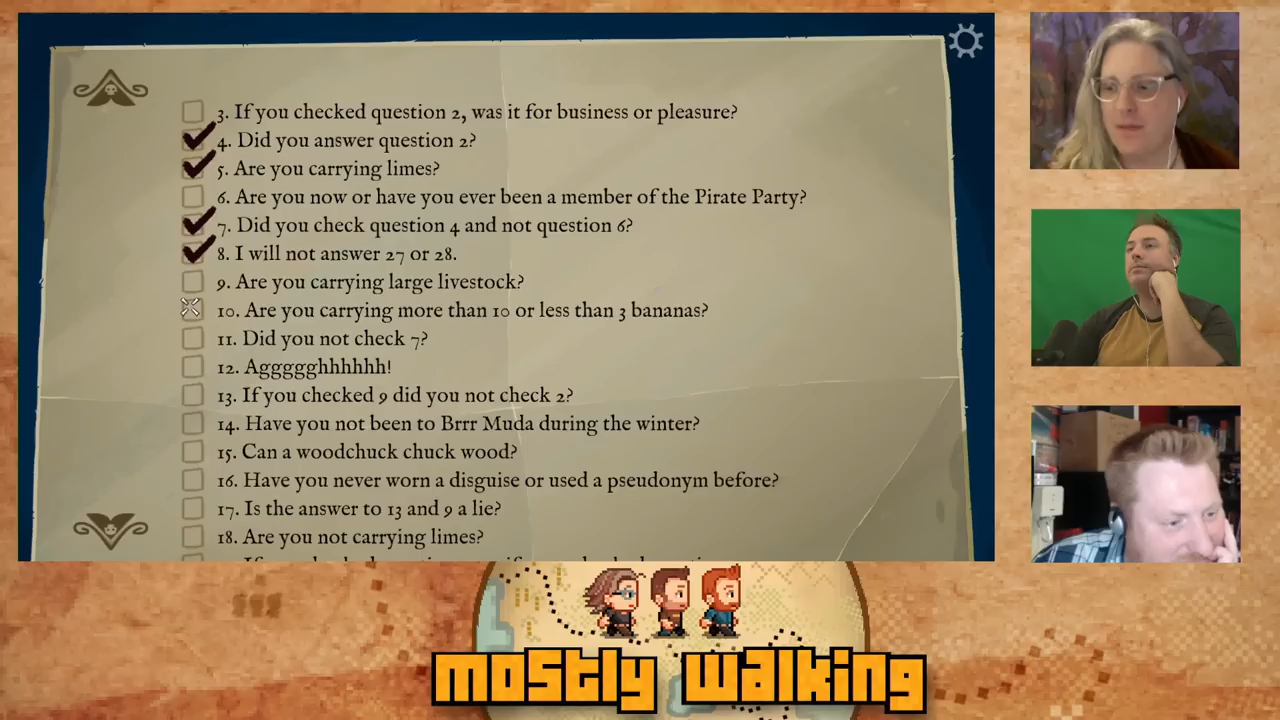 3. If you checked question 2, was it for business or pleasure?
4. Did you answer question 2?
5. Are you carrying limes?
6. Are you now or have you ever been a member of the Pirate Party?
7. Did you check question 4 and not question 6?
8. I will not answer 27 or 28.
9. Are you carrying large livestock?
10. Are you carrying more than 10 or less than 3 bananas?
11. Did you not check 7?
12. Aggggghhhhhh!
13. If you checked 9 did you not check 2?
14. Have you not been to Brrr Muda during the winter?
15. Can a woodchuck chuck wood?
16. Have you never worn a disguise or used a pseudonym before?
17. Is the answer to 13 and 9 a lie?
18. Are you not carrying limes?
mostly walking